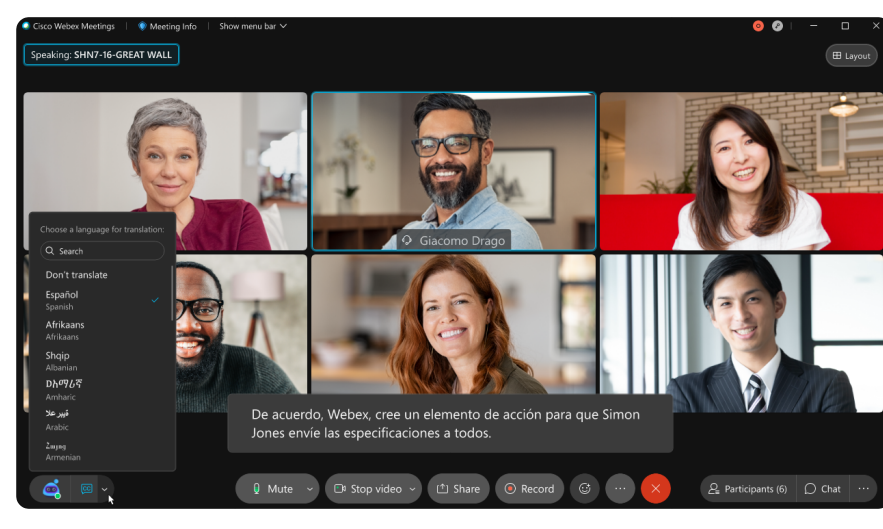 Cisco Webex Meetings
Meeting Info
Show menu bar
Speaking: SHN7-16-GREAT WALL
Layout
Giacomo Drago
Choose a language for translation:
Search
Don't translate
Español
Spanish
Afrikaans
Afrikaans
Shqip
Albanian
Amharic
Arabic
Armenian
De acuerdo, Webex, cree un elemento de acción para que Simon
Jones envíe las especificaciones a todos.
CC
Mute
Stop video
Share
Record
Participants (6)
Chat